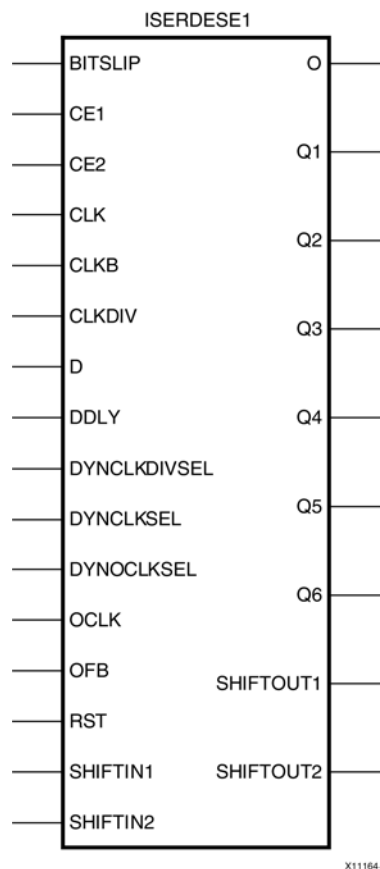 ISERDESE1
BITSLIP O
CE1
Q1
CE2
CLK
Q2
CLKB
CLKDIV
Q3
D
DDLY Q4
DYNCLKDIVSEL
Q5
DYNCLKSEL
DYNOCLKSEL
Q6
OCLK
OFB
SHIFTOUT1
RST
SHIFTIN1 SHIFTOUT2
SHIFTIN2
X11164